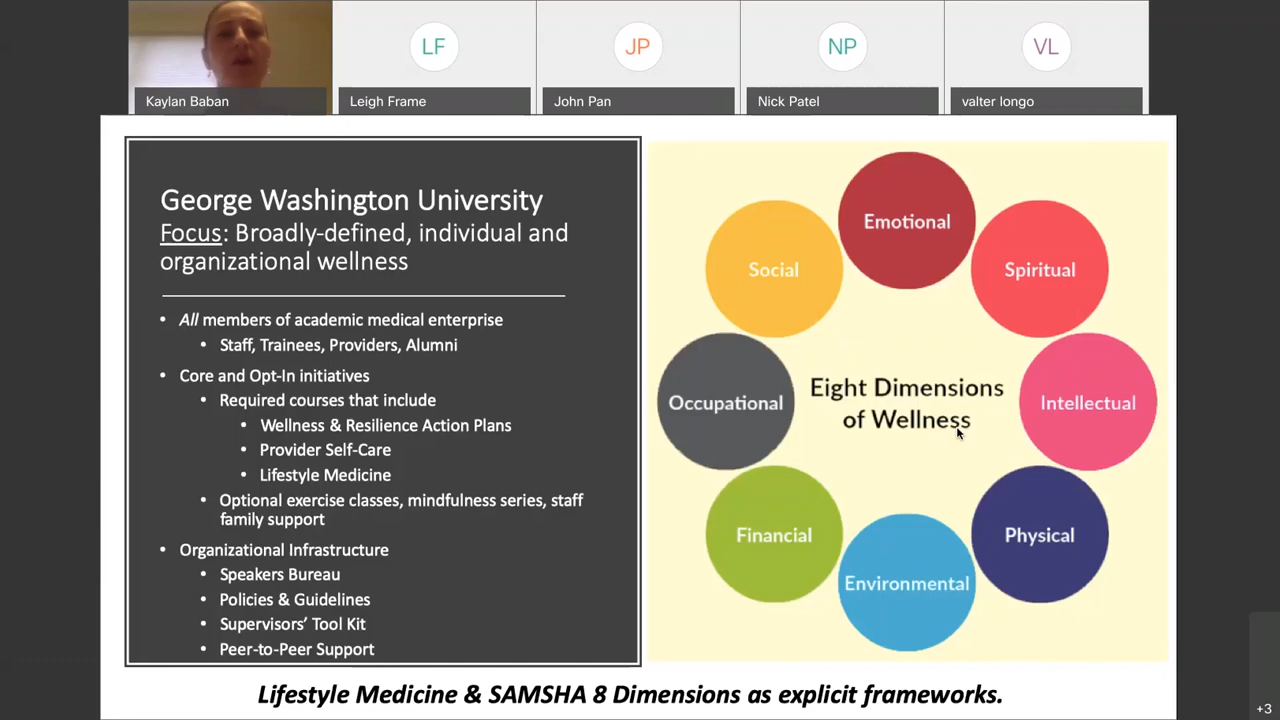 LF
JP
NP
VL
Kaylan Baban
Leigh Frame
John Pan
Nick Patel
valter longo
George Washington University
Focus: Broadly-defined, individual and
organizational wellness
• All members of academic medical enterprise
• Staff, Trainees, Providers, Alumni
• Core and Opt-In initiatives
• Required courses that include
• Wellness & Resilience Action Plans
• Provider Self-Care
• Lifestyle Medicine
• Optional exercise classes, mindfulness series, staff
family support
• Organizational Infrastructure
• Speakers Bureau
• Policies & Guidelines
• Supervisors’ Tool Kit
• Peer-to-Peer Support
Eight Dimensions
of Wellness
Emotional
Spiritual
Intellectual
Physical
Environmental
Financial
Occupational
Social
Lifestyle Medicine & SAMSHA 8 Dimensions as explicit frameworks.
+3